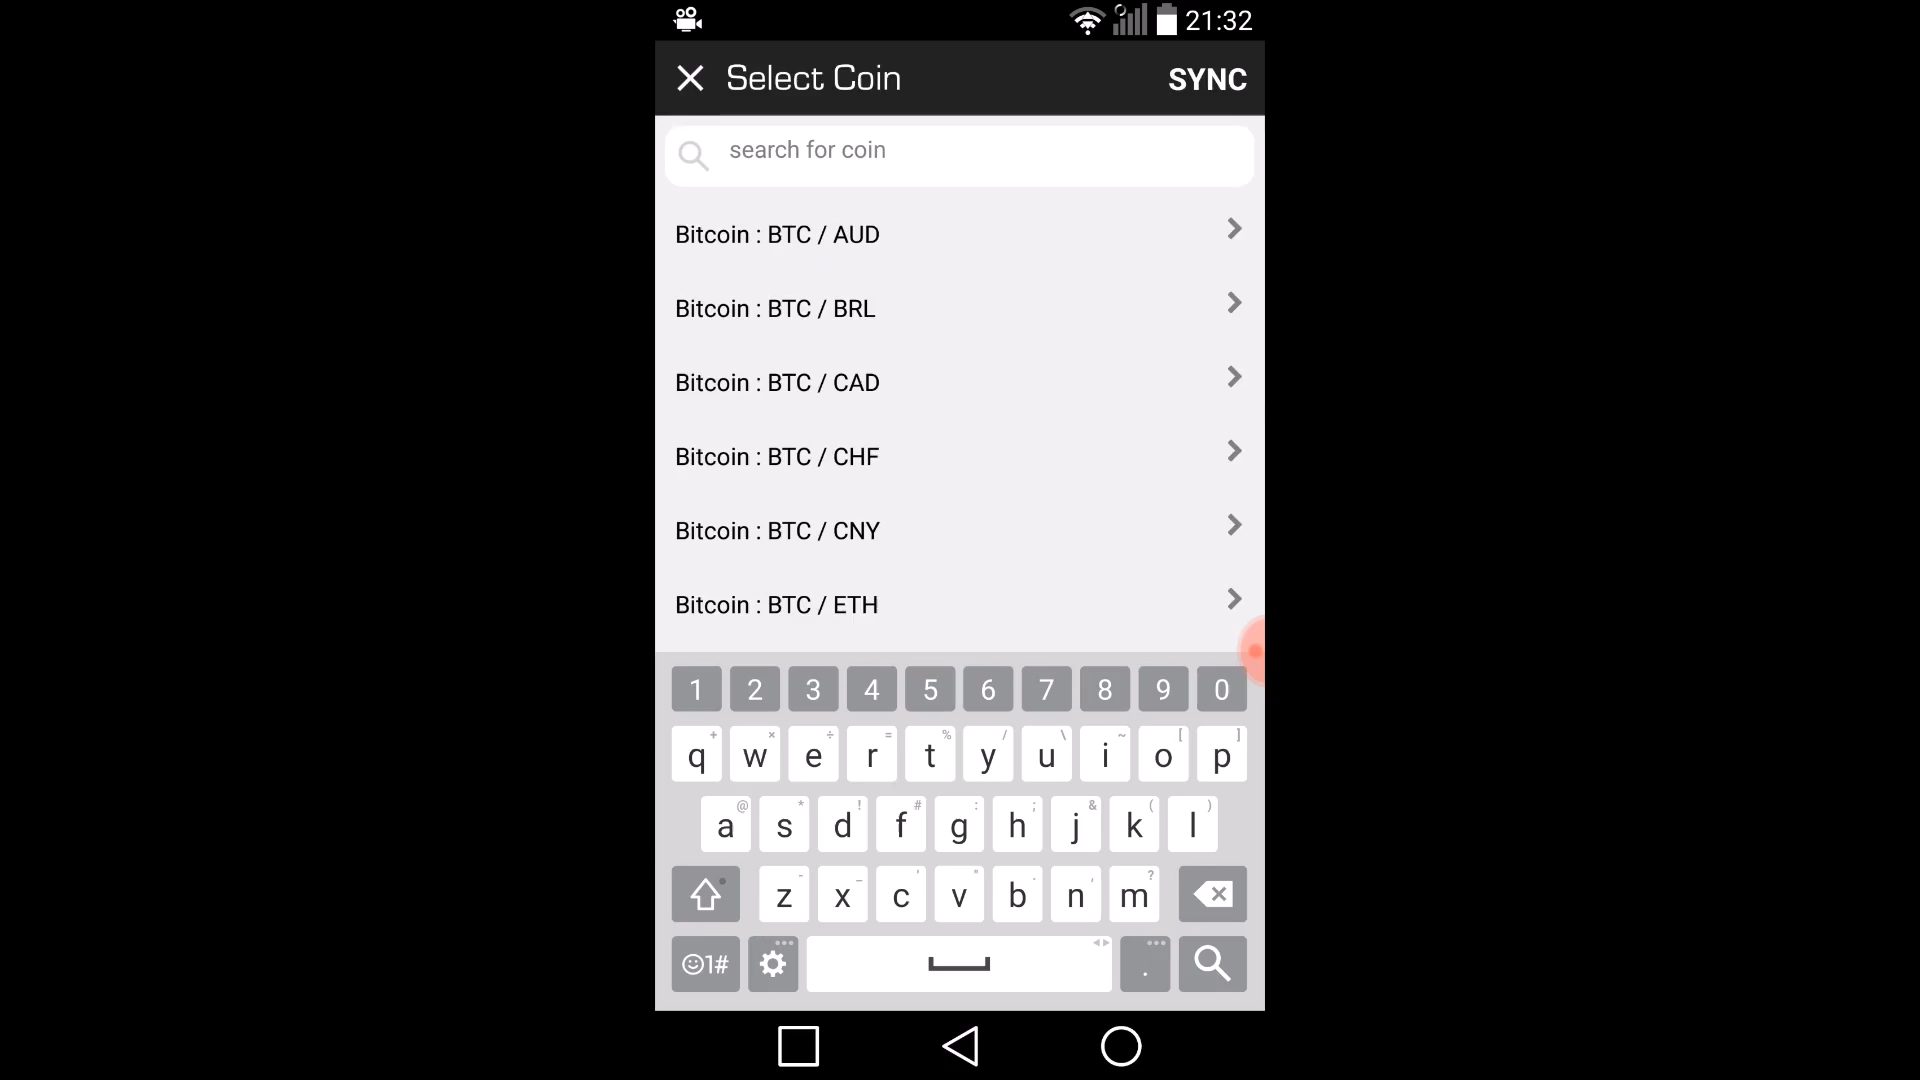 21:32
Select Coin SYNC
search for coin
Bitcoin : BTC / AUD
Bitcoin : BTC / BRL
Bitcoin : BTC / CAD
Bitcoin : BTC / CHF
Bitcoin : BTC / CNY
Bitcoin : BTC / ETH
1 2 3 4 5 6 7 8 9 0
+ × ÷ = % / \ ~ [ ]
q w e r t y u i o p
@ * ! # : ; & ( )
a s d f g h j k l
- _ ' " . , ?
z x c v b n m
1# .